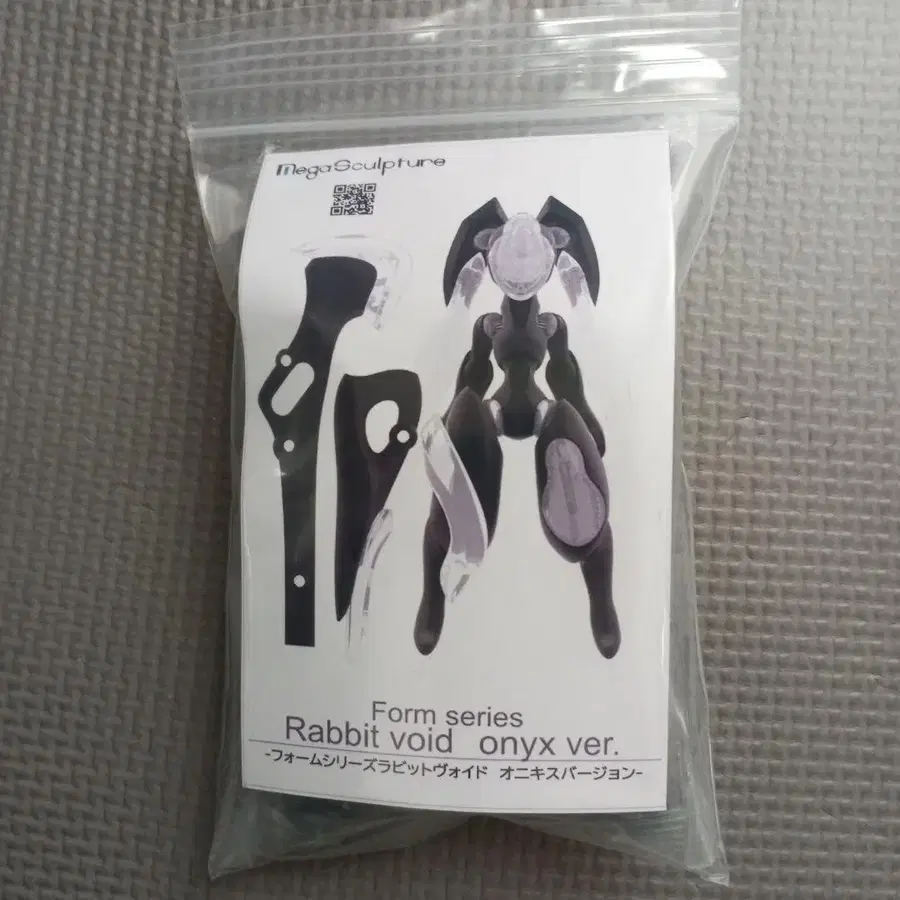 megaSculpture
Form series
Rabbit void onyx ver.
-フォームシリーズラビットヴォイド オニキスバージョン-